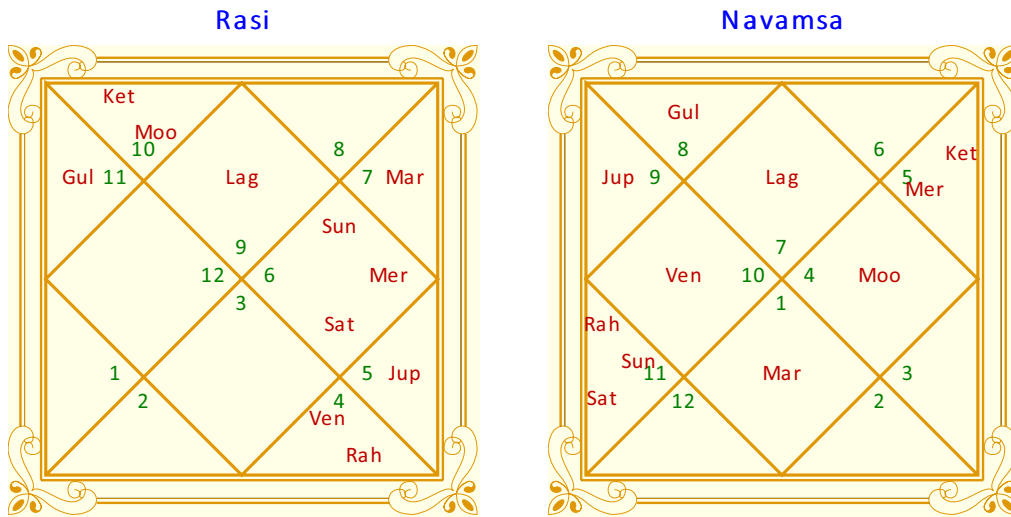 Rasi
Ket
Moo
10
8
Gul 11
Lag
7 Mar
Sun
9
12
6
Mer
3
Sat
1
5 Jup
2
4
Ven
Rah
Navamsa
Gul
8
6
Ket
Jup 9
Lag
5
Mer
7
Ven 10
4 Moo
1
Rah
Sun
11
Mar
3
Sat
12
2